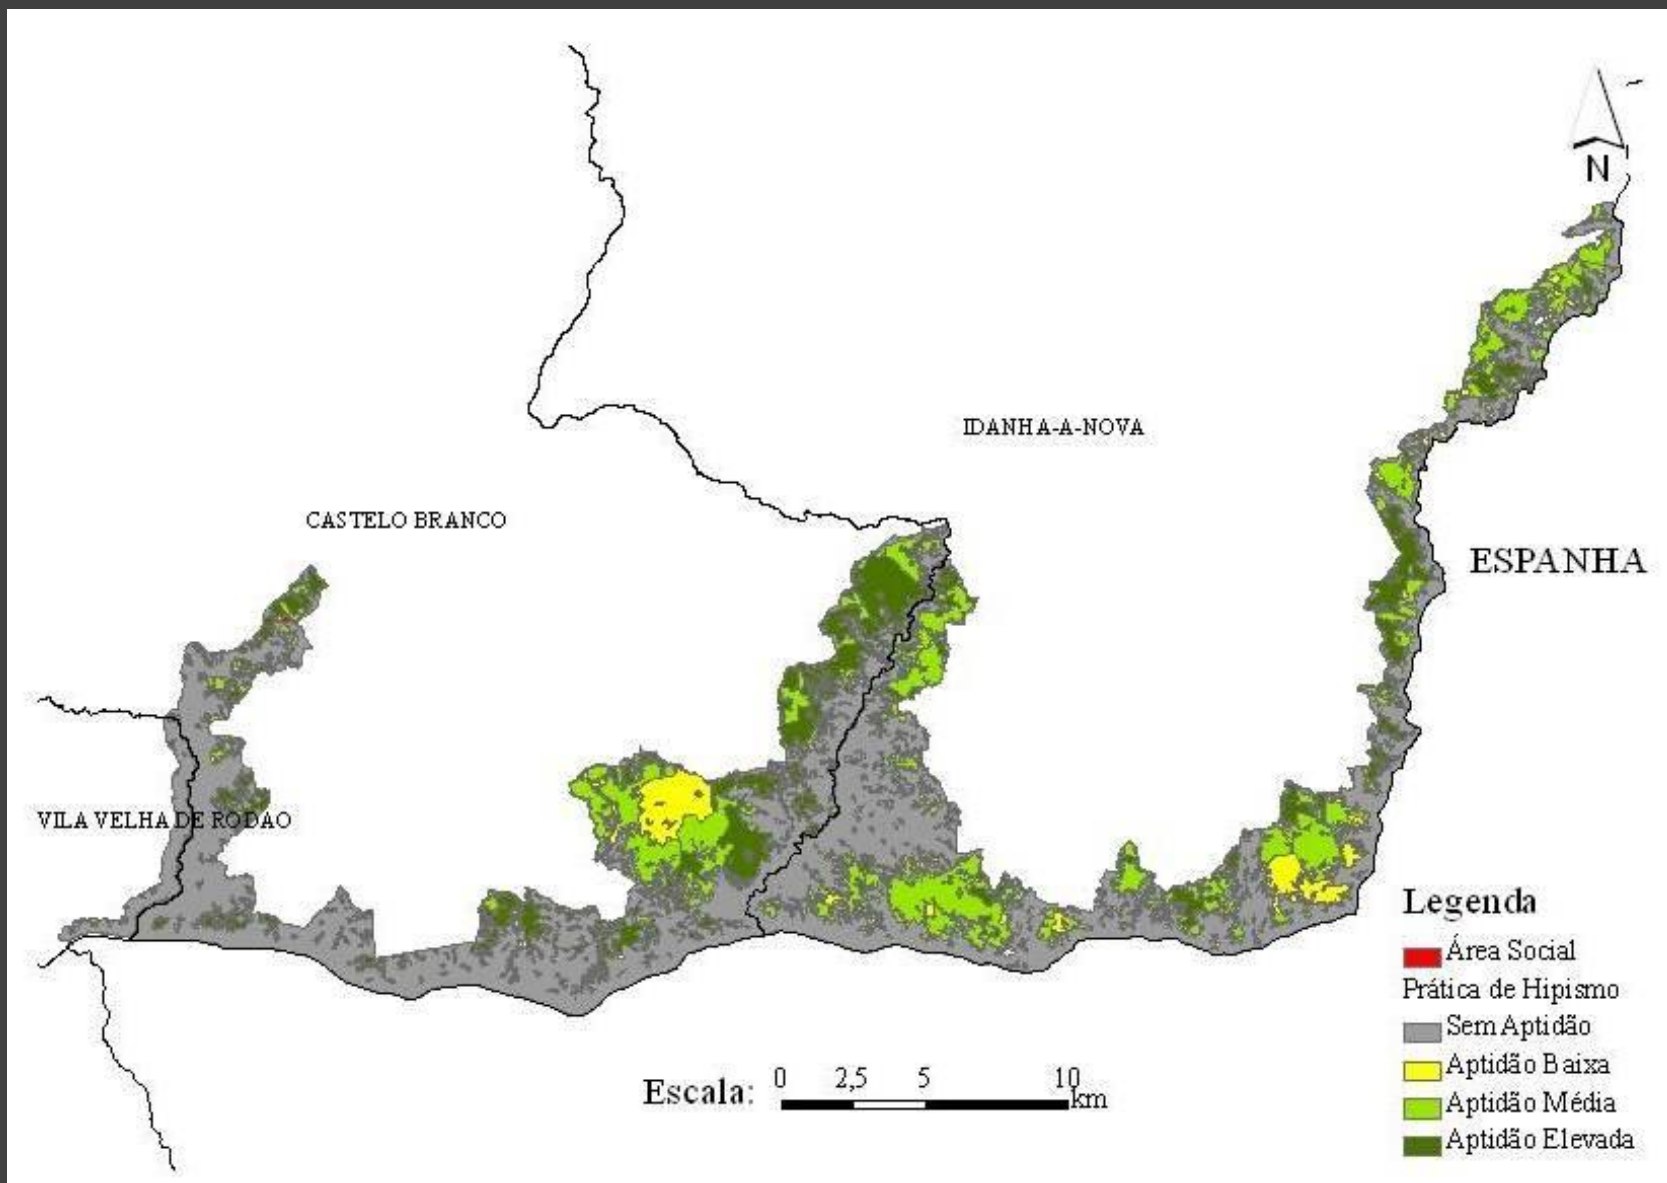 N
IDANHA-A-NOVA
CASTELO BRANCO
ESPANHA
VILA VELHA DE RODAO
Legenda
Área Social
Prática de Hipismo
Sem Aptidão
Aptidão Baixa
Aptidão Média
Aptidão Elevada
Escala: 0 2,5 5 10 km